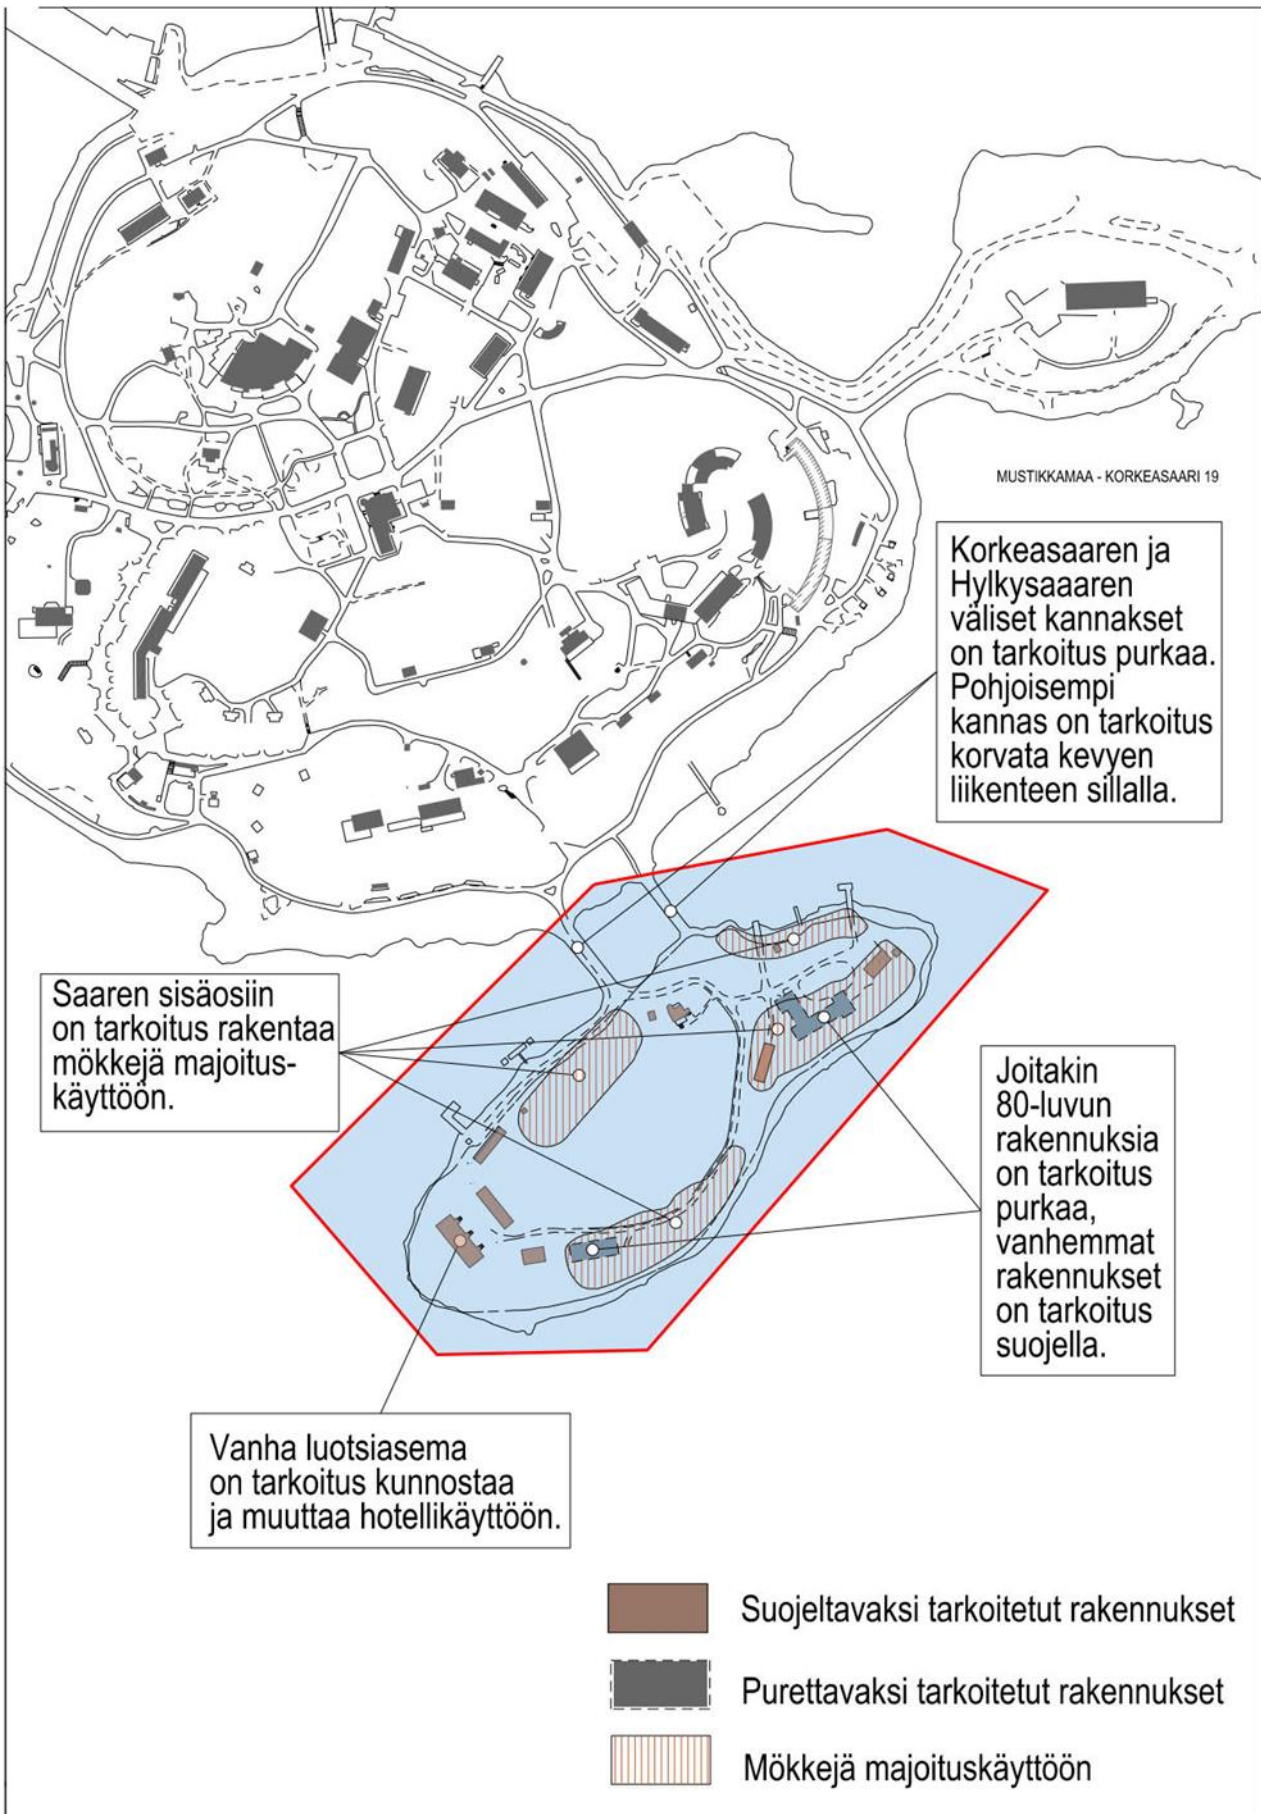 MUSTIKKAMAA - KORKEASAARI 19
Korkeasaaren ja
Hylkysaaaren
väliset kannakset
on tarkoitus purkaa.
Pohjoisempi
kannas on tarkoitus
korvata kevyen
liikenteen sillalla.
Saaren sisäosiin
on tarkoitus rakentaa
mökkejä majoitus-
käyttöön.
Joitakin
80-luvun
rakennuksia
on tarkoitus
purkaa,
vanhemmat
rakennukset
on tarkoitus
suojella.
Vanha luotsiasema
on tarkoitus kunnostaa
ja muuttaa hotellikäyttöön.
Suojeltavaksi tarkoitetut rakennukset
Purettavaksi tarkoitetut rakennukset
Mökkejä majoituskäyttöön